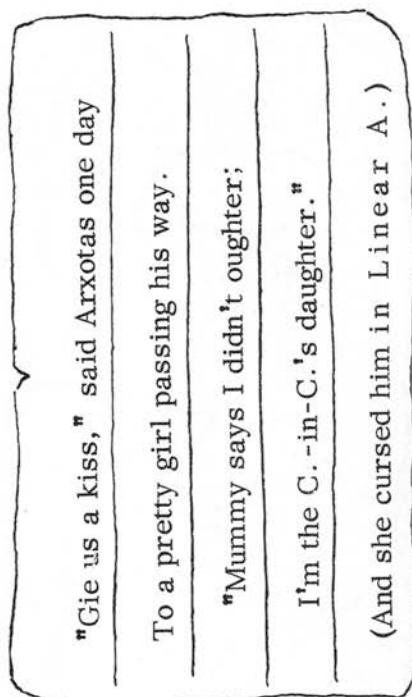 "Gie us a kiss," said Arxotas one day
To a pretty girl passing his way.
"Mummy says I didn't oughter;
I'm the C.-in-C.'s daughter."
(And she cursed him in Linear A.)